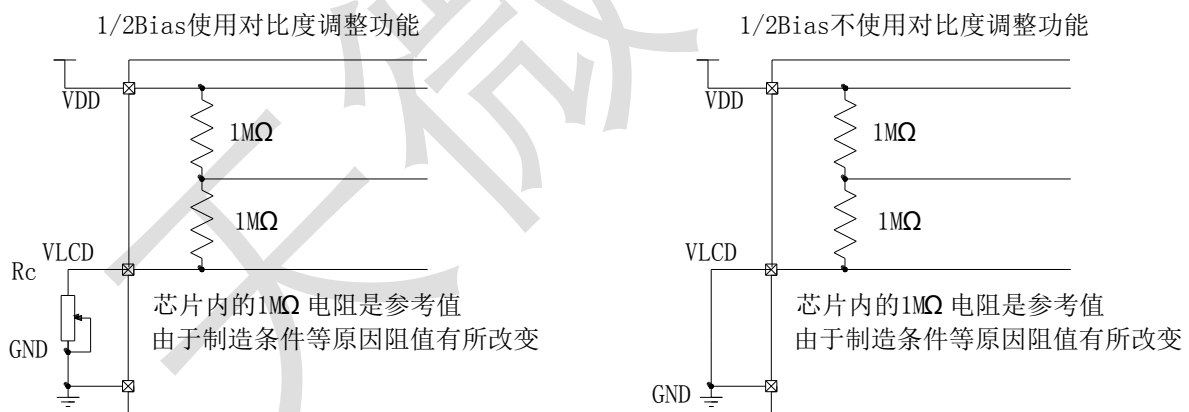 1/2Bias使用对比度调整功能
VDD
1MΩ
1MΩ
VLCD
Rc
芯片内的1MΩ 电阻是参考值
由于制造条件等原因阻值有所改变
GND
1/2Bias不使用对比度调整功能
VDD
1MΩ
1MΩ
VLCD
芯片内的1MΩ 电阻是参考值
由于制造条件等原因阻值有所改变
GND
天微